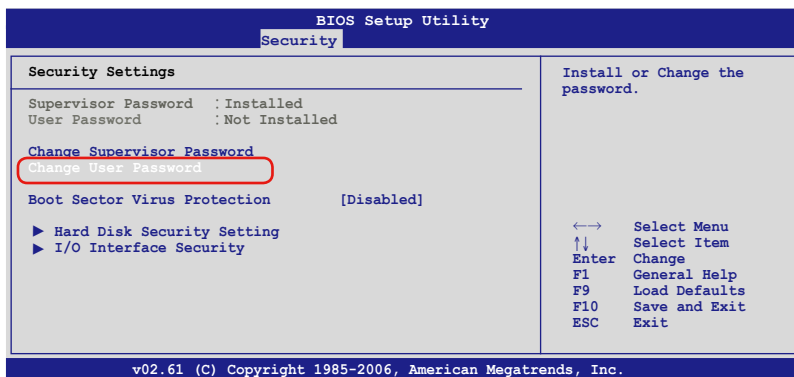 BIOS Setup Utility
Security
Security Settings
Supervisor Password : Installed
User Password : Not Installed
Change Supervisor Password
Change User Password
Boot Sector Virus Protection [Disabled]
▶ Hard Disk Security Setting
▶ I/O Interface Security
Install or Change the
password.
←→ Select Menu
↑↓ Select Item
Enter Change
F1 General Help
F9 Load Defaults
F10 Save and Exit
ESC Exit
v02.61 (C) Copyright 1985-2006, American Megatrends, Inc.